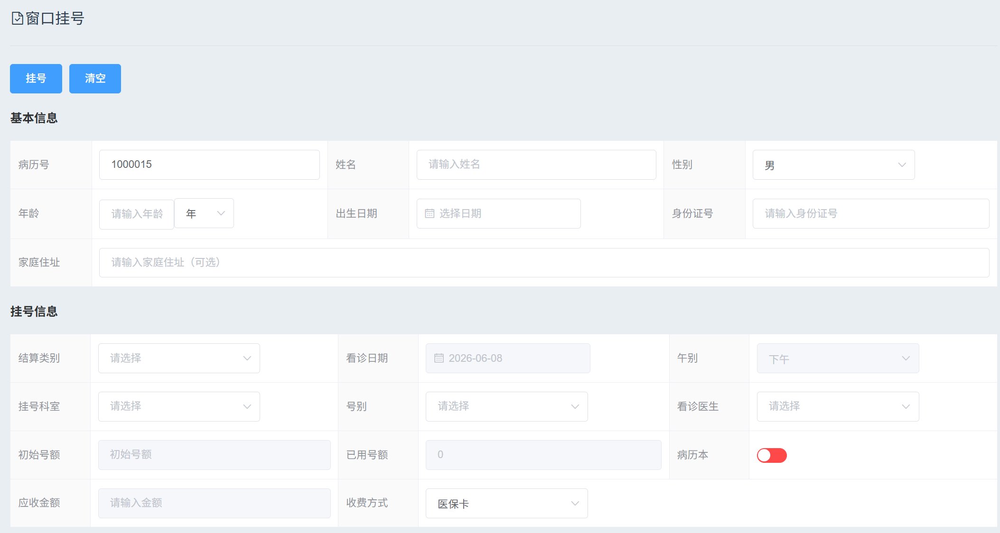 窗口挂号
挂号 清空
基本信息
病历号 1000015 姓名 请输入姓名 性别 男
年龄 请输入年龄 年 出生日期 选择日期 身份证号 请输入身份证号
家庭住址 请输入家庭住址（可选）
挂号信息
结算类别 请选择 看诊日期 2026-06-08 午别 下午
挂号科室 请选择 号别 请选择 看诊医生 请选择
初始号额 初始号额 已用号额 0 病历本
应收金额 请输入金额 收费方式 医保卡